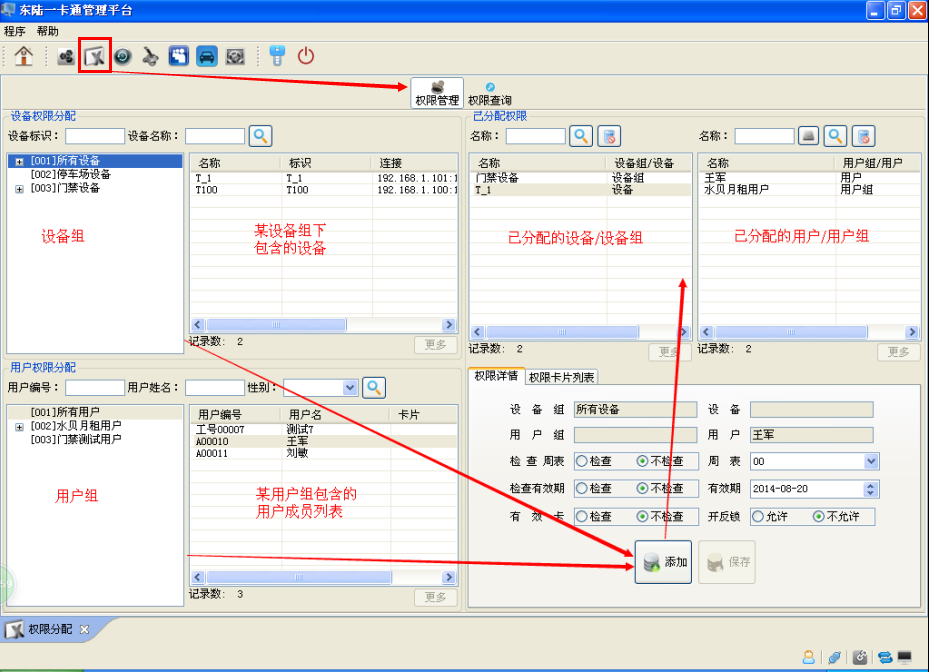 东陆一卡通管理平台
程序 帮助
权限管理 权限查询
设备权限分配
设备标识： 设备名称：
[001]所有设备
[002]停车场设备
[003]门禁设备
设备组
名称 标识 连接
T_1 T_1 192.168.1.101:1
T100 T100 192.168.1.100:1
某设备组下
包含的设备
记录数： 2
更多
已分配权限
名称：
名称 设备组/设备
门禁设备 设备组
T_1 设备
已分配的设备/设备组
记录数： 2
更多
名称：
名称 用户组/用户
王军 用户
水贝月租用户 用户组
已分配的用户/用户组
记录数： 2
更多
用户权限分配
用户编号： 用户姓名： 性别：
[001]所有用户
[002]水贝月租用户
[003]门禁测试用户
用户组
用户编号 用户名 卡片
工号00007 测试7
A00010 王军
A00011 刘敏
某用户组包含的
用户成员列表
记录数： 3
更多
权限详情 权限卡片列表
设 备 组 所有设备 设 备
用 户 组 用 户 王军
检 查 周表 检查 不检查 周 表 00
检查有效期 检查 不检查 有效期 2014-08-20
有 效 卡 检查 不检查 开反锁 允许 不允许
添加 保存
权限分配